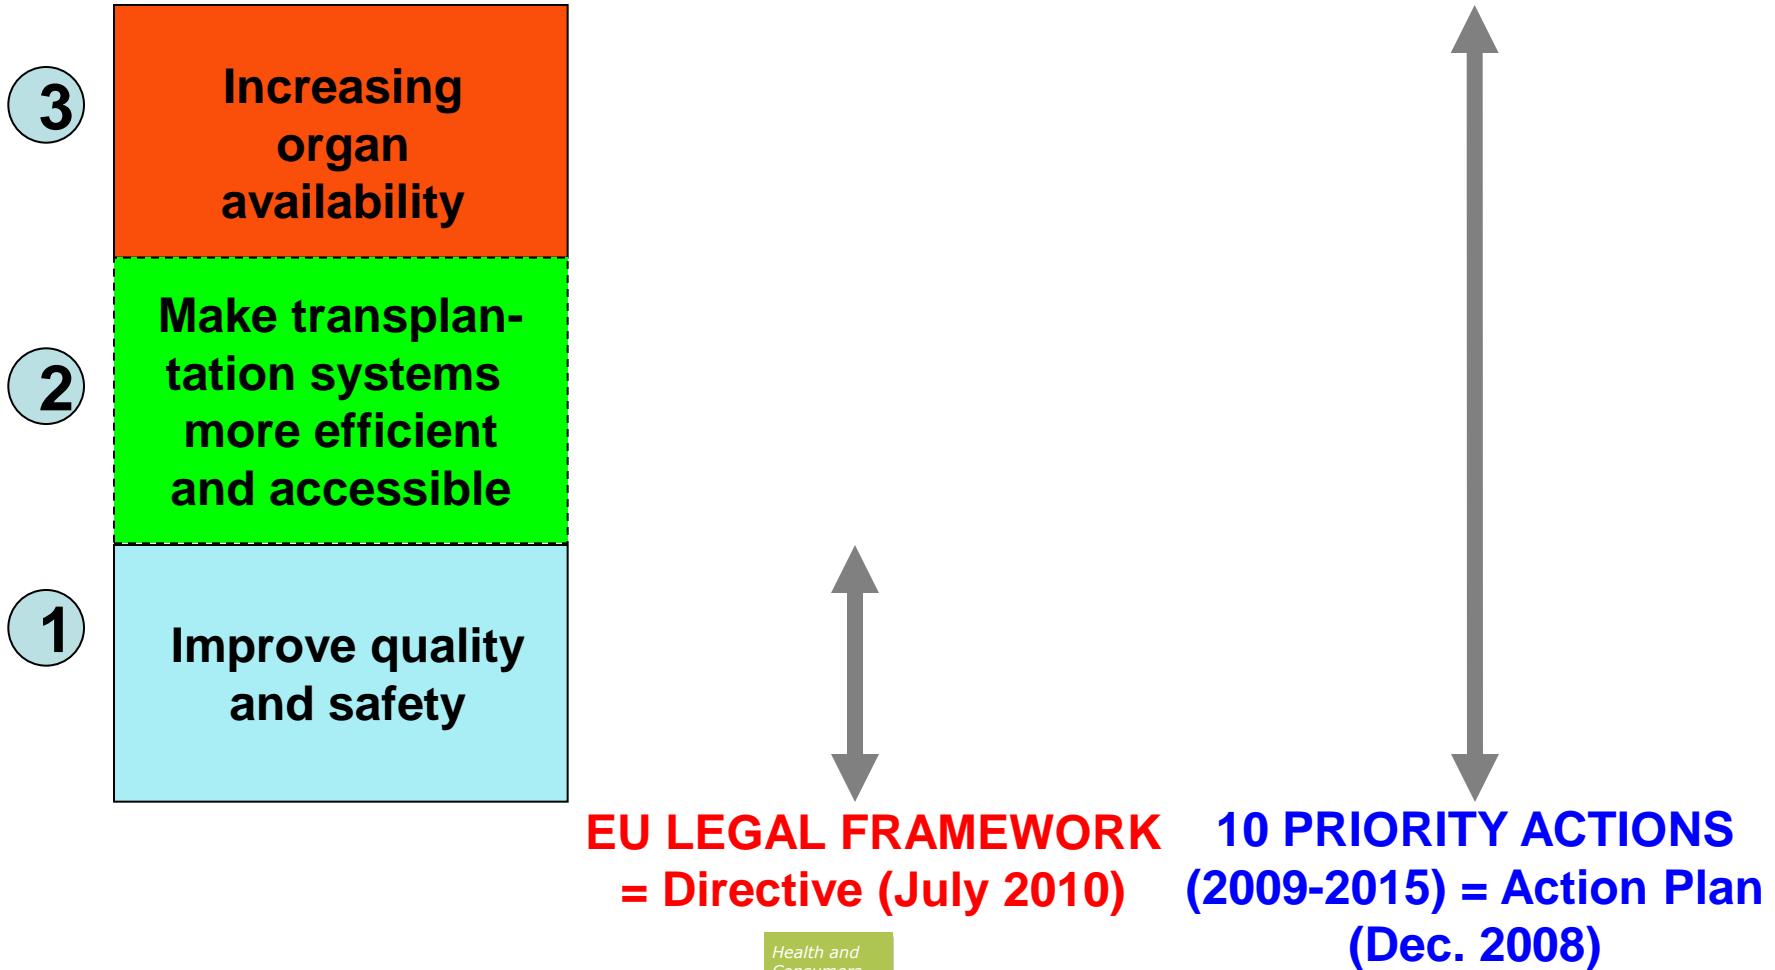 3
Increasing
organ
availability
2
Make transplan-
tation systems
more efficient
and accessible
1
Improve quality
and safety
EU LEGAL FRAMEWORK
= Directive (July 2010)
10 PRIORITY ACTIONS
(2009-2015) = Action Plan
(Dec. 2008)
Health and
Consumers